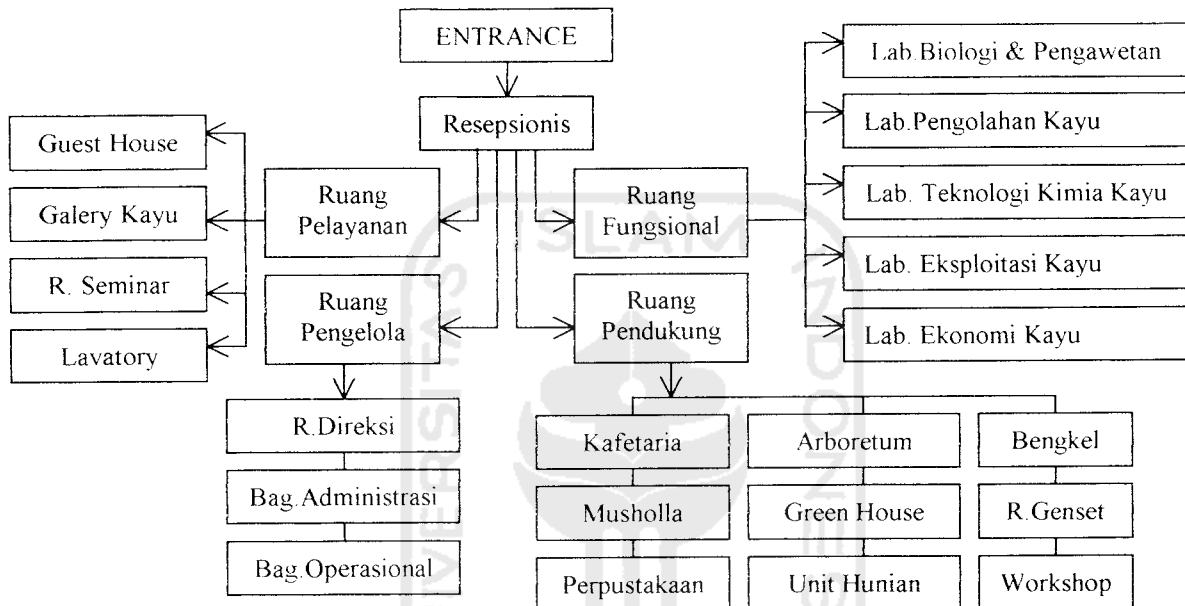 ENTRANCE
Resepsionis
Guest House
Galery Kayu
R. Seminar
Lavatory
Ruang
Pelayanan
Ruang
Pengelola
R.Direksi
Bag.Administrasi
Bag.Operasional
Ruang
Fungsional
Ruang
Pendukung
Lab.Biologi & Pengawetan
Lab.Pengolahan Kayu
Lab. Teknologi Kimia Kayu
Lab. Eksploitasi Kayu
Lab. Ekonomi Kayu
Kafetaria
Musholla
Perpustakaan
Arboretum
Green House
Unit Hunian
Bengkel
R.Genset
Workshop
ISLAM